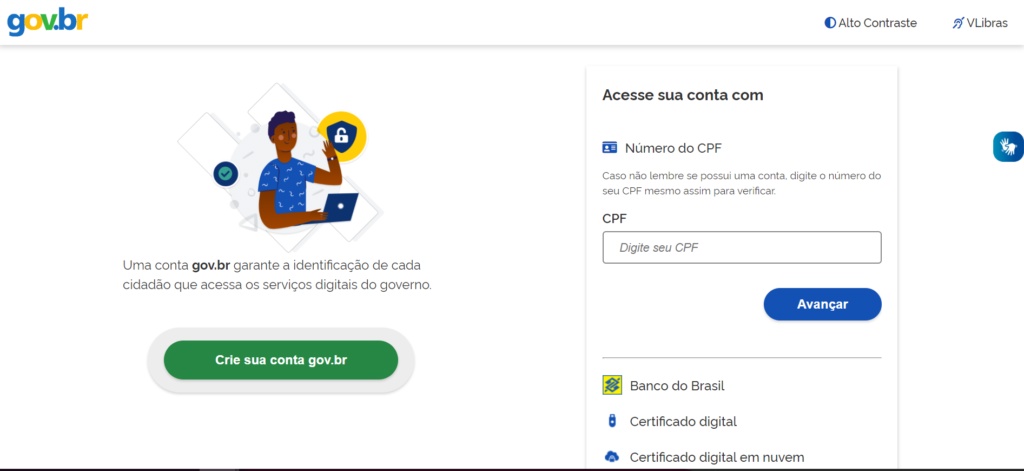 gov.br
Alto Contraste
VLibras
Uma conta gov.br garante a identificação de cada
cidadão que acessa os serviços digitais do governo.
Crie sua conta gov.br
Acesse sua conta com
Número do CPF
Caso não lembre se possui uma conta, digite o número do
seu CPF mesmo assim para verificar.
CPF
Digite seu CPF
Avançar
Banco do Brasil
Certificado digital
Certificado digital em nuvem